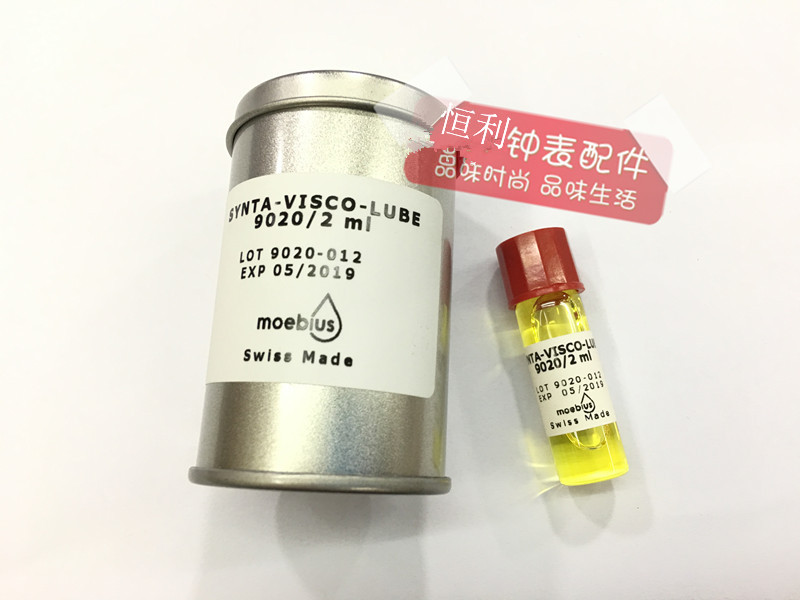 恒利钟表配件
品味时尚 品味生活
SYNTA-VISCO-LUBE
9020/2 ml
LOT 9020-012
EXP 05/2019
moebius
Swiss Made
SYNTA-VISCO-LUBE
9020/2 ml
LOT 9020-012
EXP 05/2019
moebius
Swiss Made